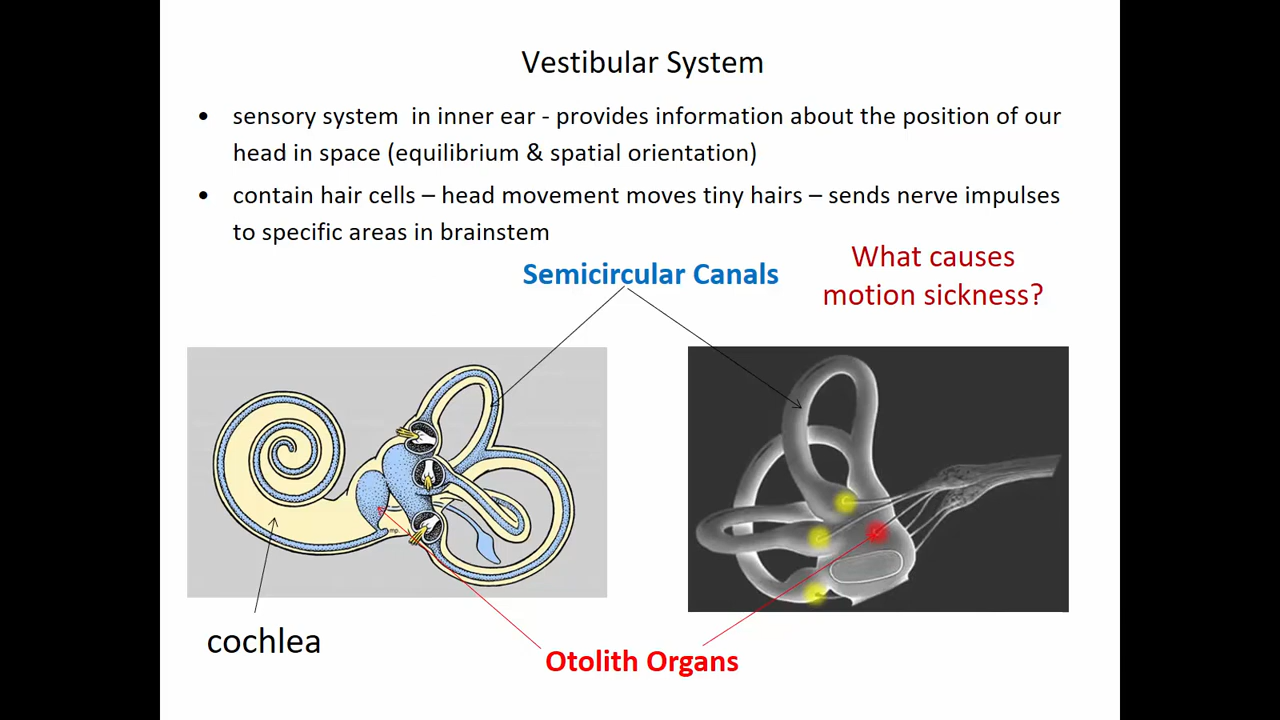 Vestibular System
• sensory system in inner ear - provides information about the position of our
head in space (equilibrium & spatial orientation)
• contain hair cells – head movement moves tiny hairs – sends nerve impulses
to specific areas in brainstem
What causes
motion sickness?
Semicircular Canals
mp.
cochlea
Otolith Organs